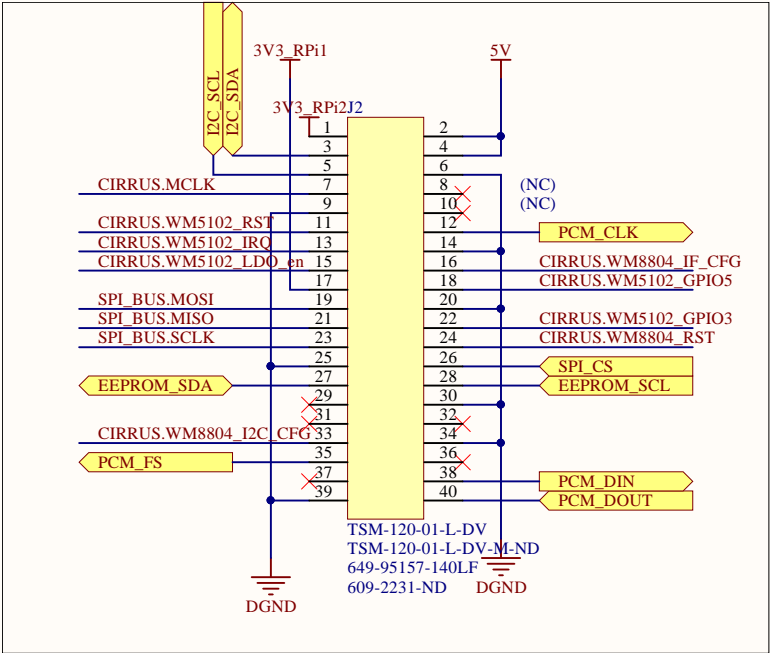 I2C_SCL
I2C_SDA
3V3_RPi1
5V
3V3_RPi2
J2
1
2
3
4
5
6
CIRRUS.MCLK
7
8
(NC)
9
10
(NC)
CIRRUS.WM5102_RST
11
12
PCM_CLK
CIRRUS.WM5102_IRQ
13
14
CIRRUS.WM5102_LDO_en
15
16
CIRRUS.WM8804_IF_CFG
17
18
CIRRUS.WM5102_GPIO5
SPI_BUS.MOSI
19
20
SPI_BUS.MISO
21
22
CIRRUS.WM5102_GPIO3
SPI_BUS.SCLK
23
24
CIRRUS.WM8804_RST
25
26
SPI_CS
EEPROM_SDA
27
28
EEPROM_SCL
29
30
31
32
CIRRUS.WM8804_I2C_CFG
33
34
PCM_FS
35
36
37
38
PCM_DIN
39
40
PCM_DOUT
TSM-120-01-L-DV
TSM-120-01-L-DV-M-ND
649-95157-140LF
609-2231-ND
DGND
DGND